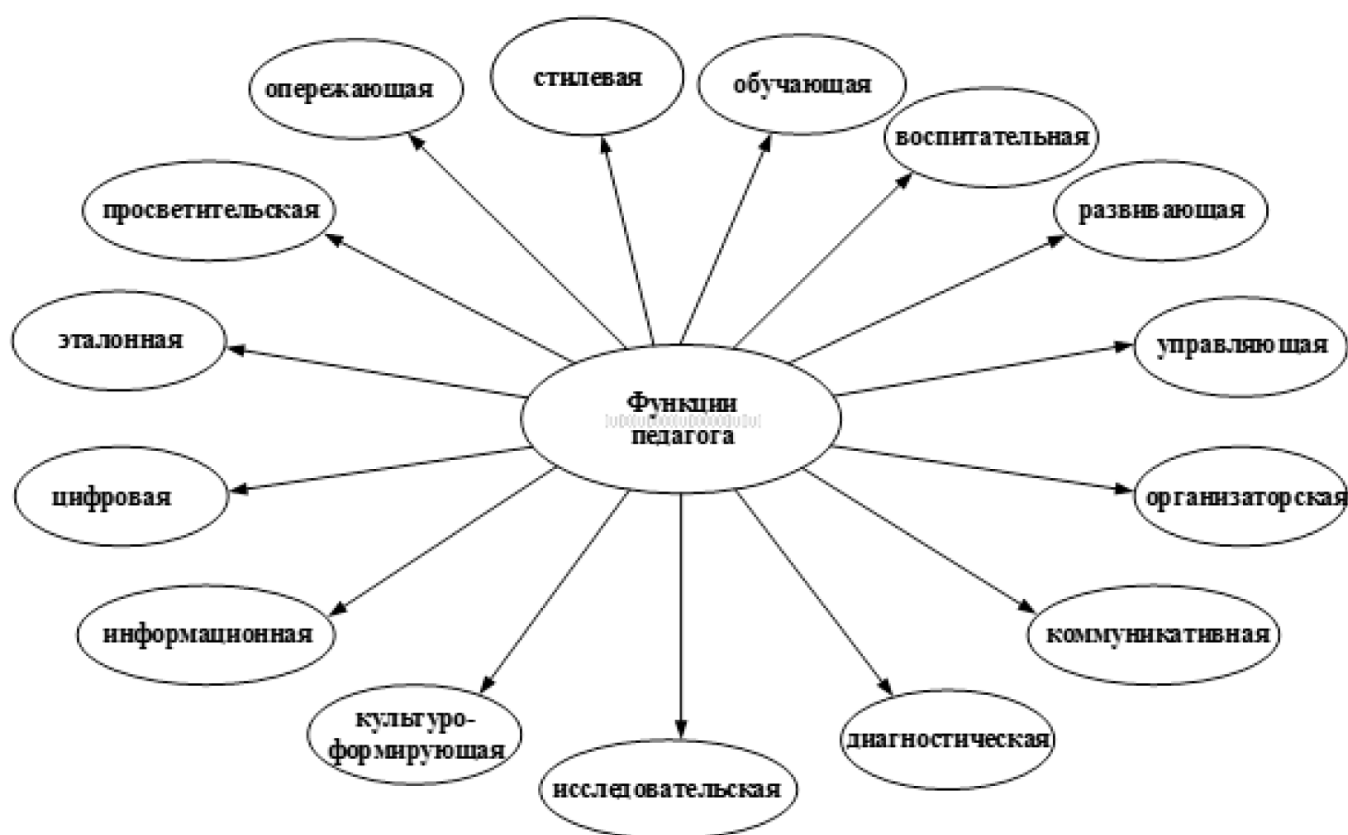 опережающая
стилевая
обучающая
воспитательная
просветительская
развивающая
эталонная
управляющая
Функции
педагога
цифровая
организаторская
информационная
коммуникативная
культуро-
формирующая
диагностическая
исследовательская